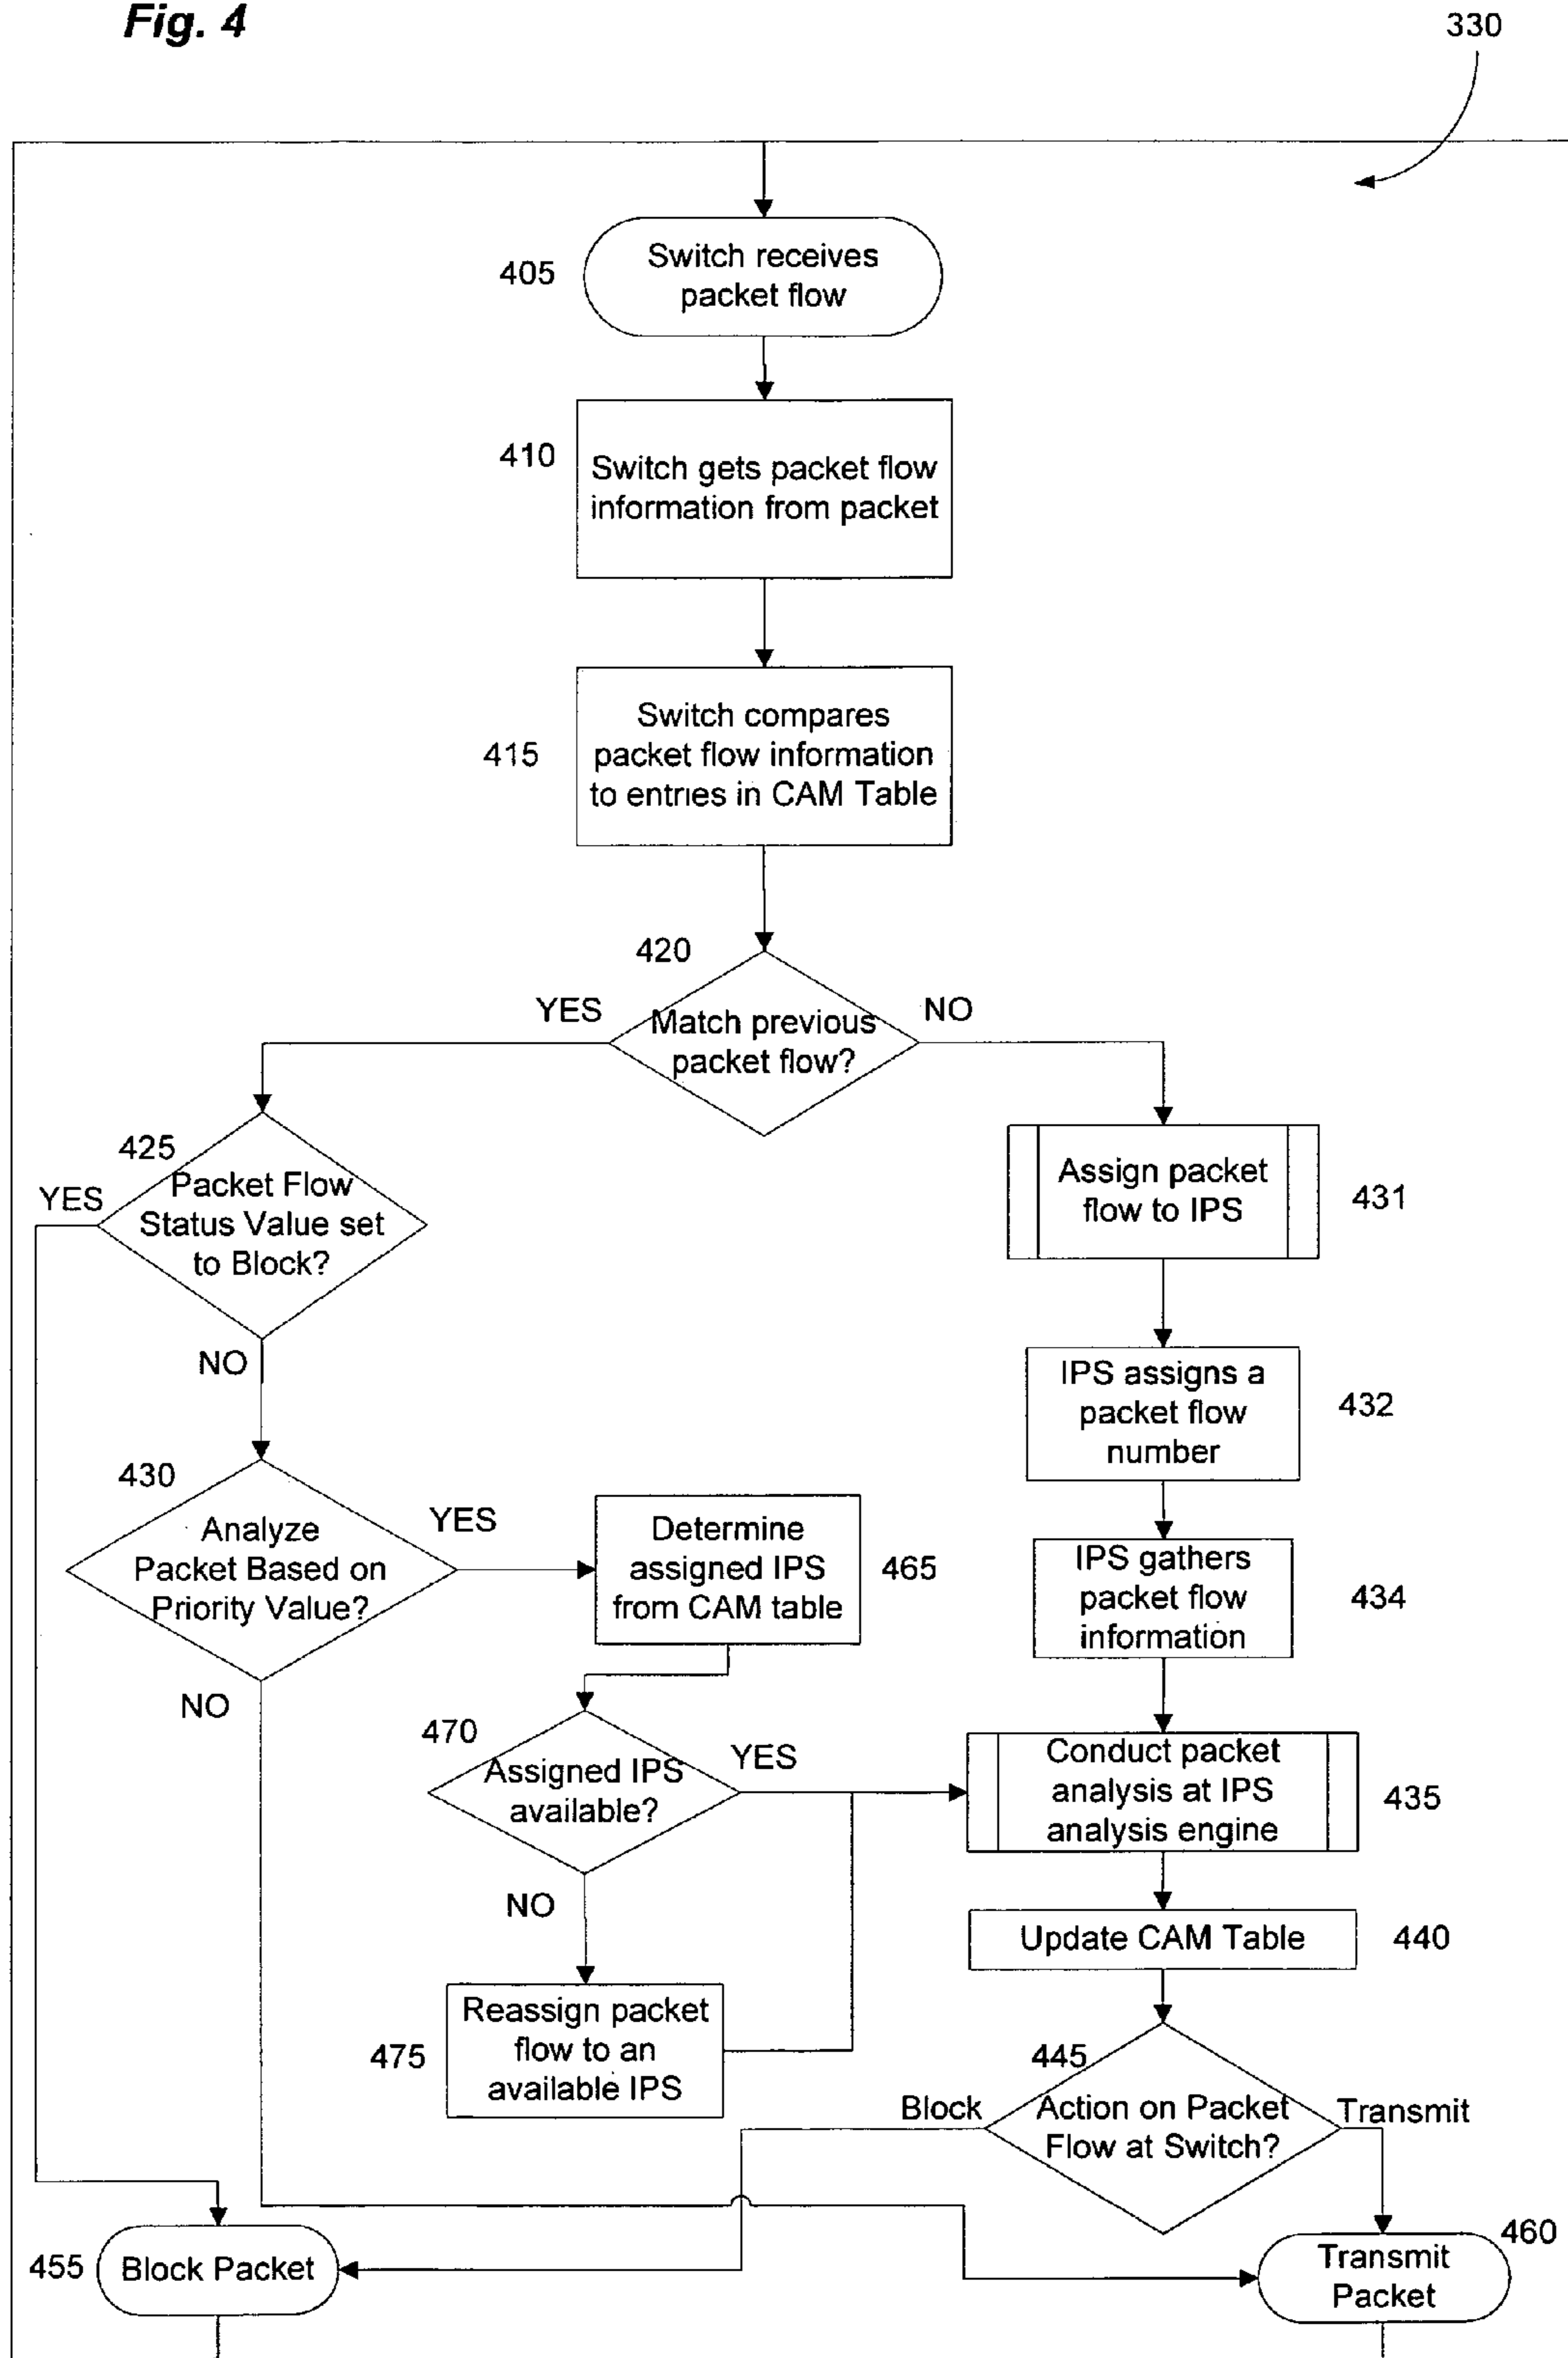 Fig. 4
330
405
Switch receives
packet flow
410
Switch gets packet flow
information from packet
415
Switch compares
packet flow information
to entries in CAM Table
420
YES
Match previous
packet flow?
NO
425
YES
Packet Flow
Status Value set
to Block?
NO
Assign packet
flow to IPS
431
IPS assigns a
packet flow
number
432
430
Analyze
Packet Based on
Priority Value?
YES
NO
Determine
assigned IPS
from CAM table
465
IPS gathers
packet flow
information
434
470
Assigned IPS
available?
YES
NO
Conduct packet
analysis at IPS
analysis engine
435
Update CAM Table
440
475
Reassign packet
flow to an
available IPS
445
Block
Action on Packet
Flow at Switch?
Transmit
455
Block Packet
460
Transmit
Packet